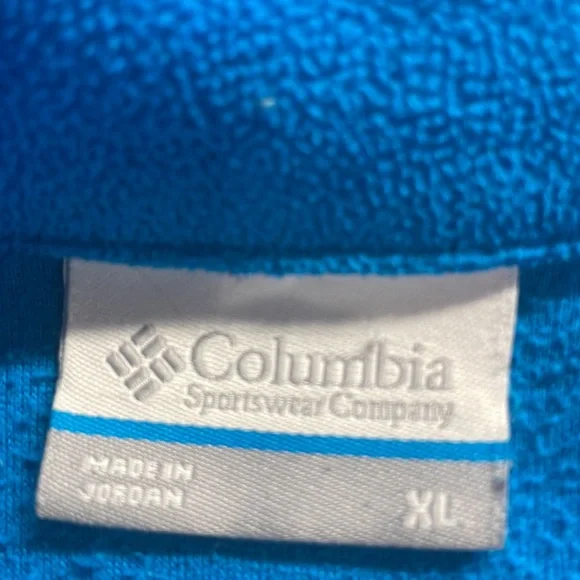 Columbia
Sportswear Company
MADE IN
JORDAN
XL